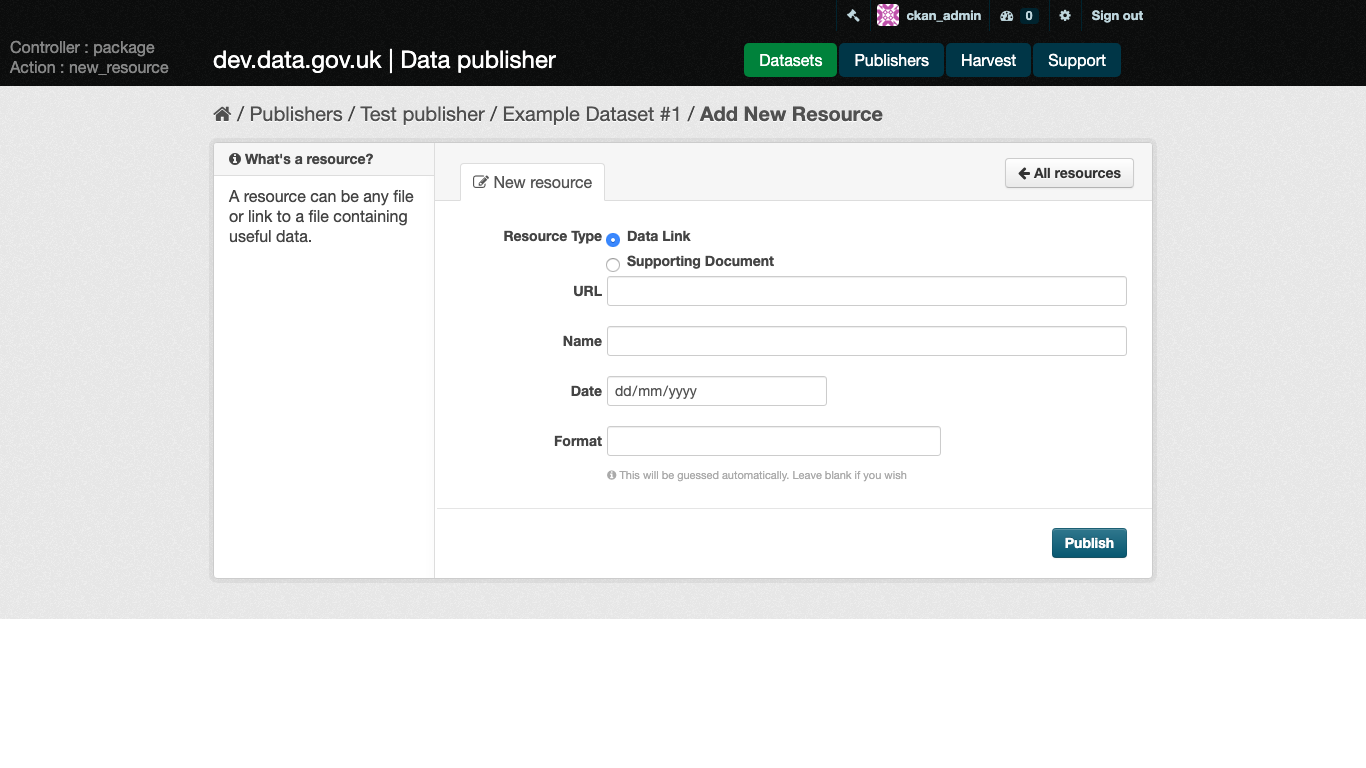 ckan_admin 0 Sign out
Controller : package
Action : new_resource
dev.data.gov.uk | Data publisher
Datasets Publishers Harvest Support
/ Publishers / Test publisher / Example Dataset #1 / Add New Resource
What's a resource?
A resource can be any file
or link to a file containing
useful data.
New resource
All resources
Resource Type Data Link
Supporting Document
URL
Name
Date dd/mm/yyyy
Format
This will be guessed automatically. Leave blank if you wish
Publish